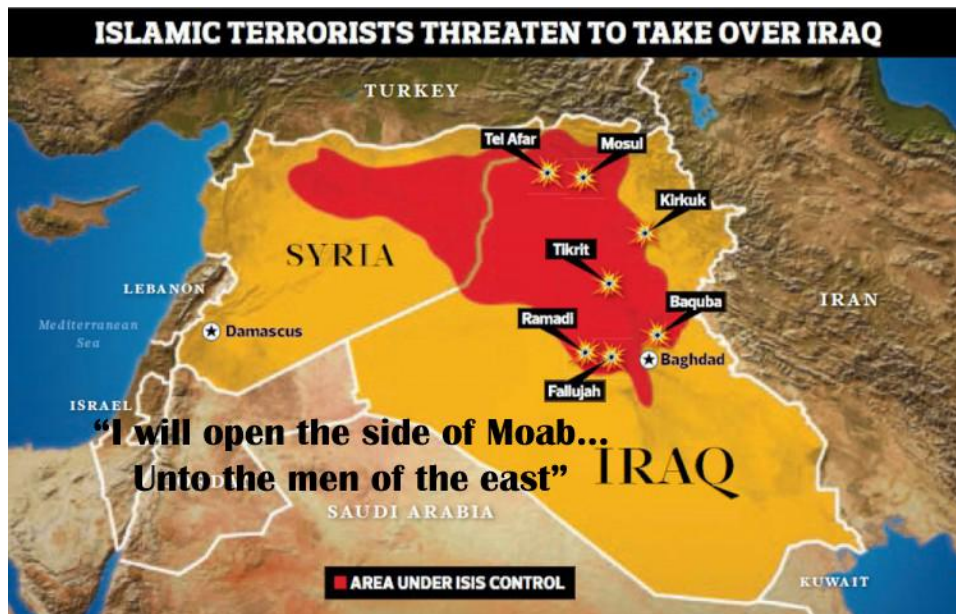 ISLAMIC TERRORISTS THREATEN TO TAKE OVER IRAQ
TURKEY
Tel Afar
Mosul
Kirkuk
SYRIA
Tikrit
LEBANON
IRAN
Mediterranean
Sea
Damascus
Ramadi
Baquba
Baghdad
Fallujah
ISRAEL
“I will open the side of Moab...
Unto the men of the east”
IRAQ
SAUDI ARABIA
AREA UNDER ISIS CONTROL
KUWAIT